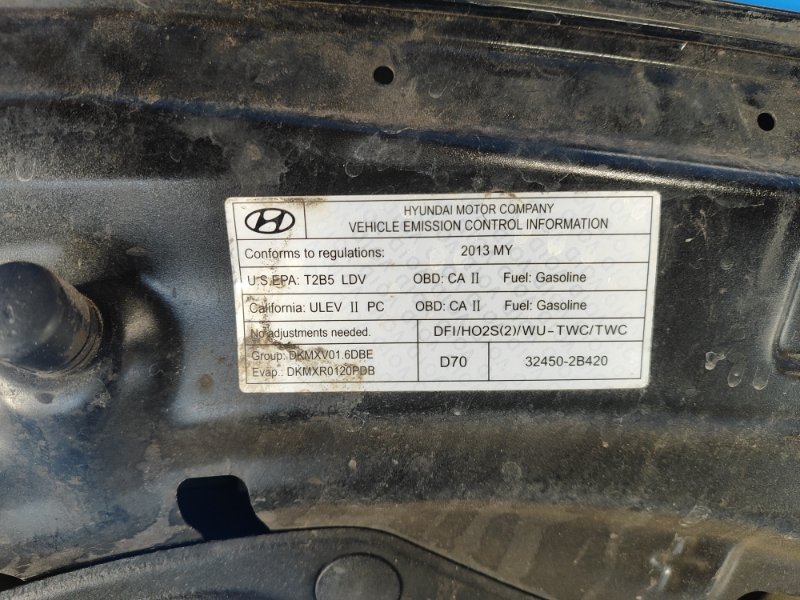 HYUNDAI MOTOR COMPANY
VEHICLE EMISSION CONTROL INFORMATION
Conforms to regulations: 2013 MY
U.S.EPA: T2B5 LDV OBD: CA II Fuel: Gasoline
California: ULEV II PC OBD: CA II Fuel: Gasoline
No adjustments needed. DFI/HO2S(2)/WU-TWC/TWC
Group: DKMXV01.6DBE
Evap.: DKMXR0120PDB
D70 32450-2B420